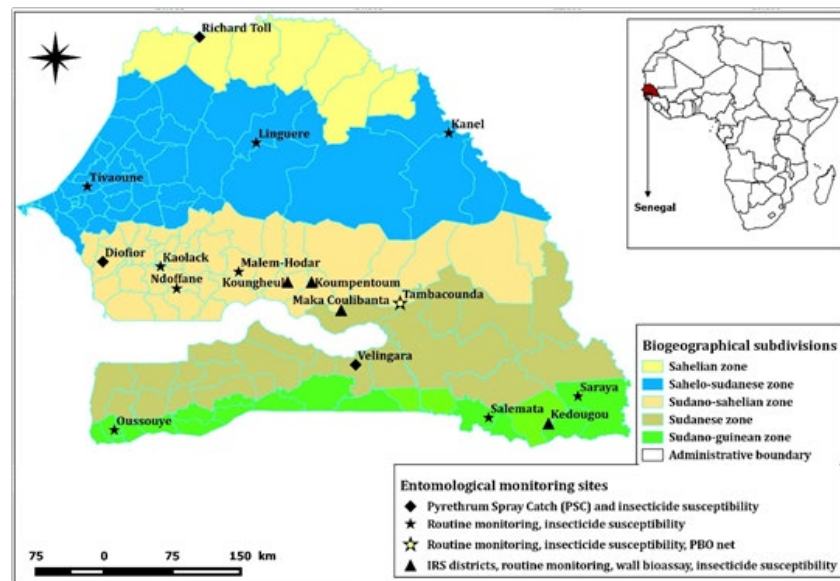 Richard Toll
Kanel
Linguere
Tivaoune
Senegal
Diofior
Kaolack
Malem-Hodar
Ndoffane
Koungheul
Koumpentoum
Maka Coulibanta
Tambacounda
Velingara
Saraya
Salemata
Kedougou
Oussouye
Biogeographical subdivisions
Sahelian zone
Sahelo-sudanese zone
Sudano-sahelian zone
Sudanese zone
Sudano-guinean zone
Administrative boundary
Entomological monitoring sites
Pyrethrum Spray Catch (PSC) and insecticide susceptibility
Routine monitoring, insecticide susceptibility
Routine monitoring, insecticide susceptibility, PBO net
IRS districts, routine monitoring, wall bioassay, insecticide susceptibility
75 0 75 150 km